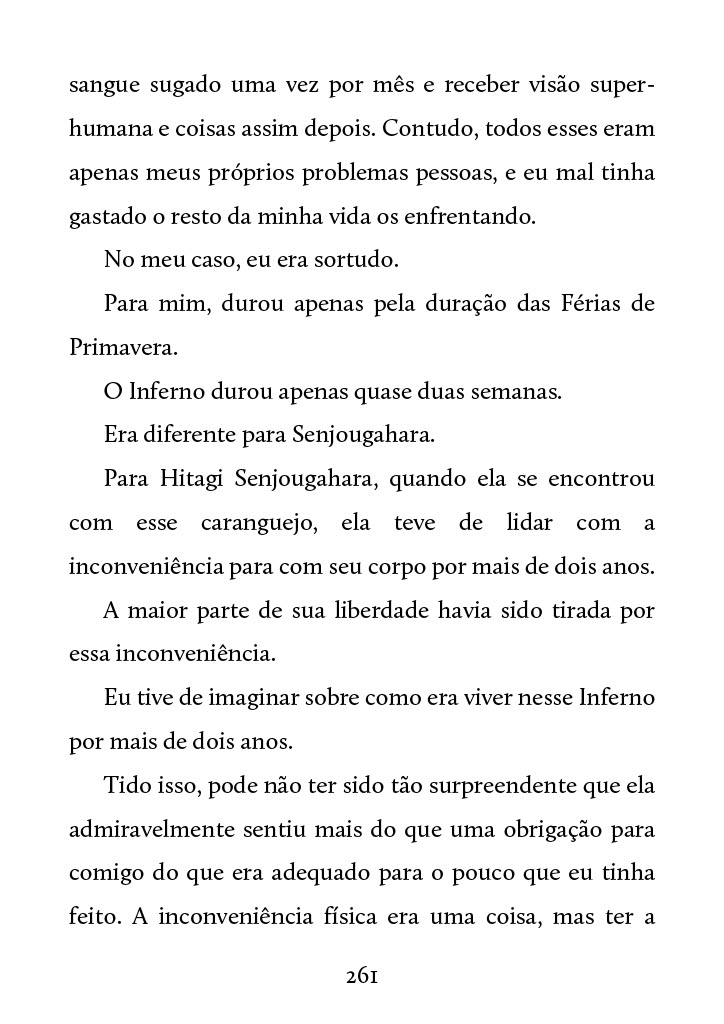 sangue sugado uma vez por mês e receber visão super-
humana e coisas assim depois. Contudo, todos esses eram
apenas meus próprios problemas pessoas, e eu mal tinha
gastado o resto da minha vida os enfrentando.
No meu caso, eu era sortudo.
Para mim, durou apenas pela duração das Férias de
Primavera.
O Inferno durou apenas quase duas semanas.
Era diferente para Senjougahara.
Para Hitagi Senjougahara, quando ela se encontrou
com esse caranguejo, ela teve de lidar com a
inconveniência para com seu corpo por mais de dois anos.
A maior parte de sua liberdade havia sido tirada por
essa inconveniência.
Eu tive de imaginar sobre como era viver nesse Inferno
por mais de dois anos.
Tido isso, pode não ter sido tão surpreendente que ela
admiravelmente sentiu mais do que uma obrigação para
comigo do que era adequado para o pouco que eu tinha
feito. A inconveniência física era uma coisa, mas ter a
261